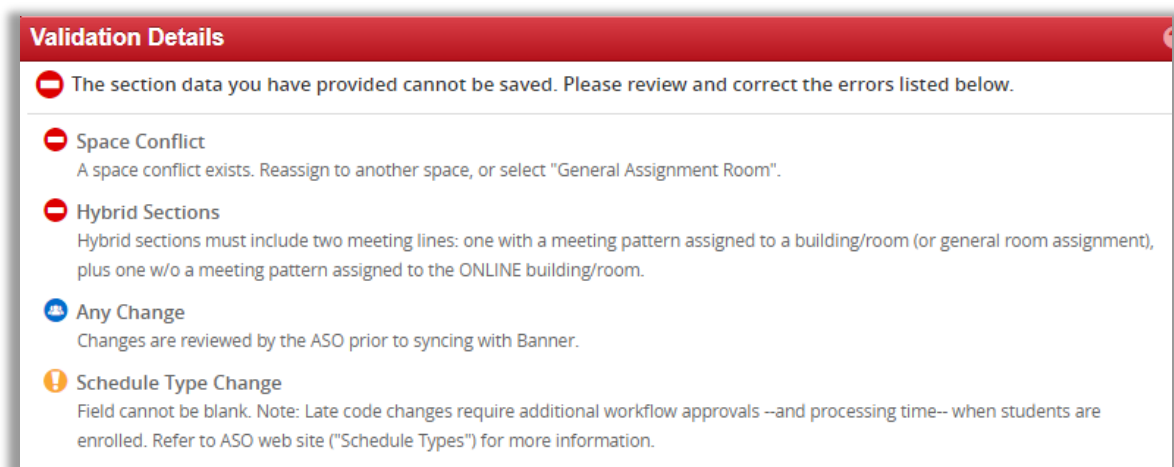 Validation Details
The section data you have provided cannot be saved. Please review and correct the errors listed below.
Space Conflict
A space conflict exists. Reassign to another space, or select "General Assignment Room".
Hybrid Sections
Hybrid sections must include two meeting lines: one with a meeting pattern assigned to a building/room (or general room assignment),
plus one w/o a meeting pattern assigned to the ONLINE building/room.
Any Change
Changes are reviewed by the ASO prior to syncing with Banner.
Schedule Type Change
Field cannot be blank. Note: Late code changes require additional workflow approvals --and processing time-- when students are
enrolled. Refer to ASO web site ("Schedule Types") for more information.